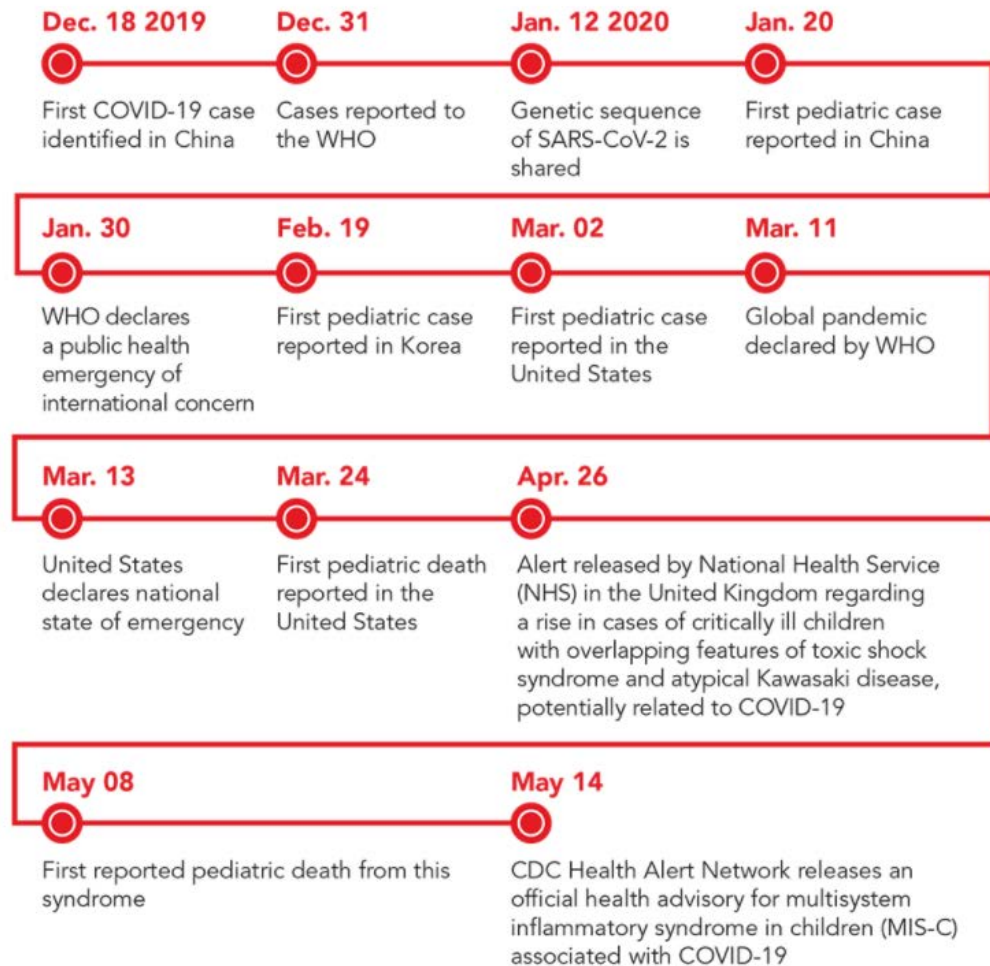 Dec. 18 2019
First COVID-19 case
identified in China
Dec. 31
Cases reported to
the WHO
Jan. 12 2020
Genetic sequence
of SARS-CoV-2 is
shared
Jan. 20
First pediatric case
reported in China
Jan. 30
WHO declares
a public health
emergency of
international concern
Feb. 19
First pediatric case
reported in Korea
Mar. 02
First pediatric case
reported in the
United States
Mar. 11
Global pandemic
declared by WHO
Mar. 13
United States
declares national
state of emergency
Mar. 24
First pediatric death
reported in the
United States
Apr. 26
Alert released by National Health Service
(NHS) in the United Kingdom regarding
a rise in cases of critically ill children
with overlapping features of toxic shock
syndrome and atypical Kawasaki disease,
potentially related to COVID-19
May 08
First reported pediatric death from this
syndrome
May 14
CDC Health Alert Network releases an
official health advisory for multisystem
inflammatory syndrome in children (MIS-C)
associated with COVID-19